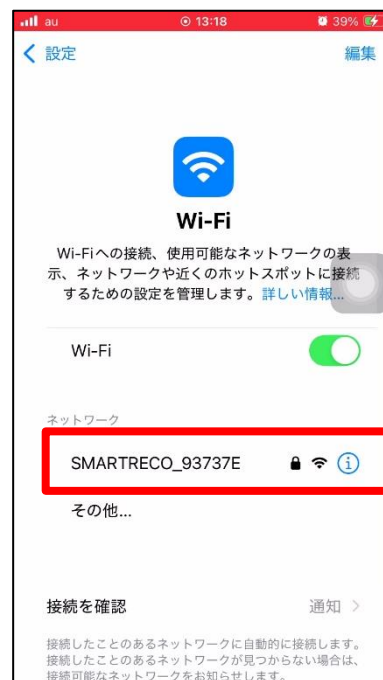 au 13:18 39%
設定 編集
Wi-Fi
Wi-Fiへの接続、使用可能なネットワークの表
示、ネットワークや近くのホットスポットに接続
するための設定を管理します。詳しい情報...
Wi-Fi
ネットワーク
SMARTRECO_93737E
その他...
接続を確認 通知
接続したことのあるネットワークに自動的に接続します。
接続したことのあるネットワークが見つからない場合は、
接続可能なネットワークをお知らせします。